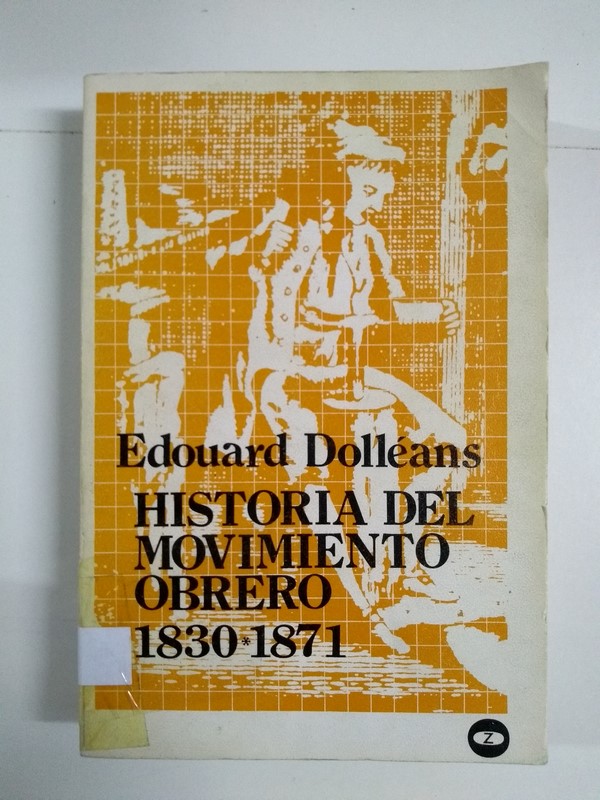 Edouard Dolléans
HISTORIA DEL
MOVIMIENTO
OBRERO
1830*1871
Z